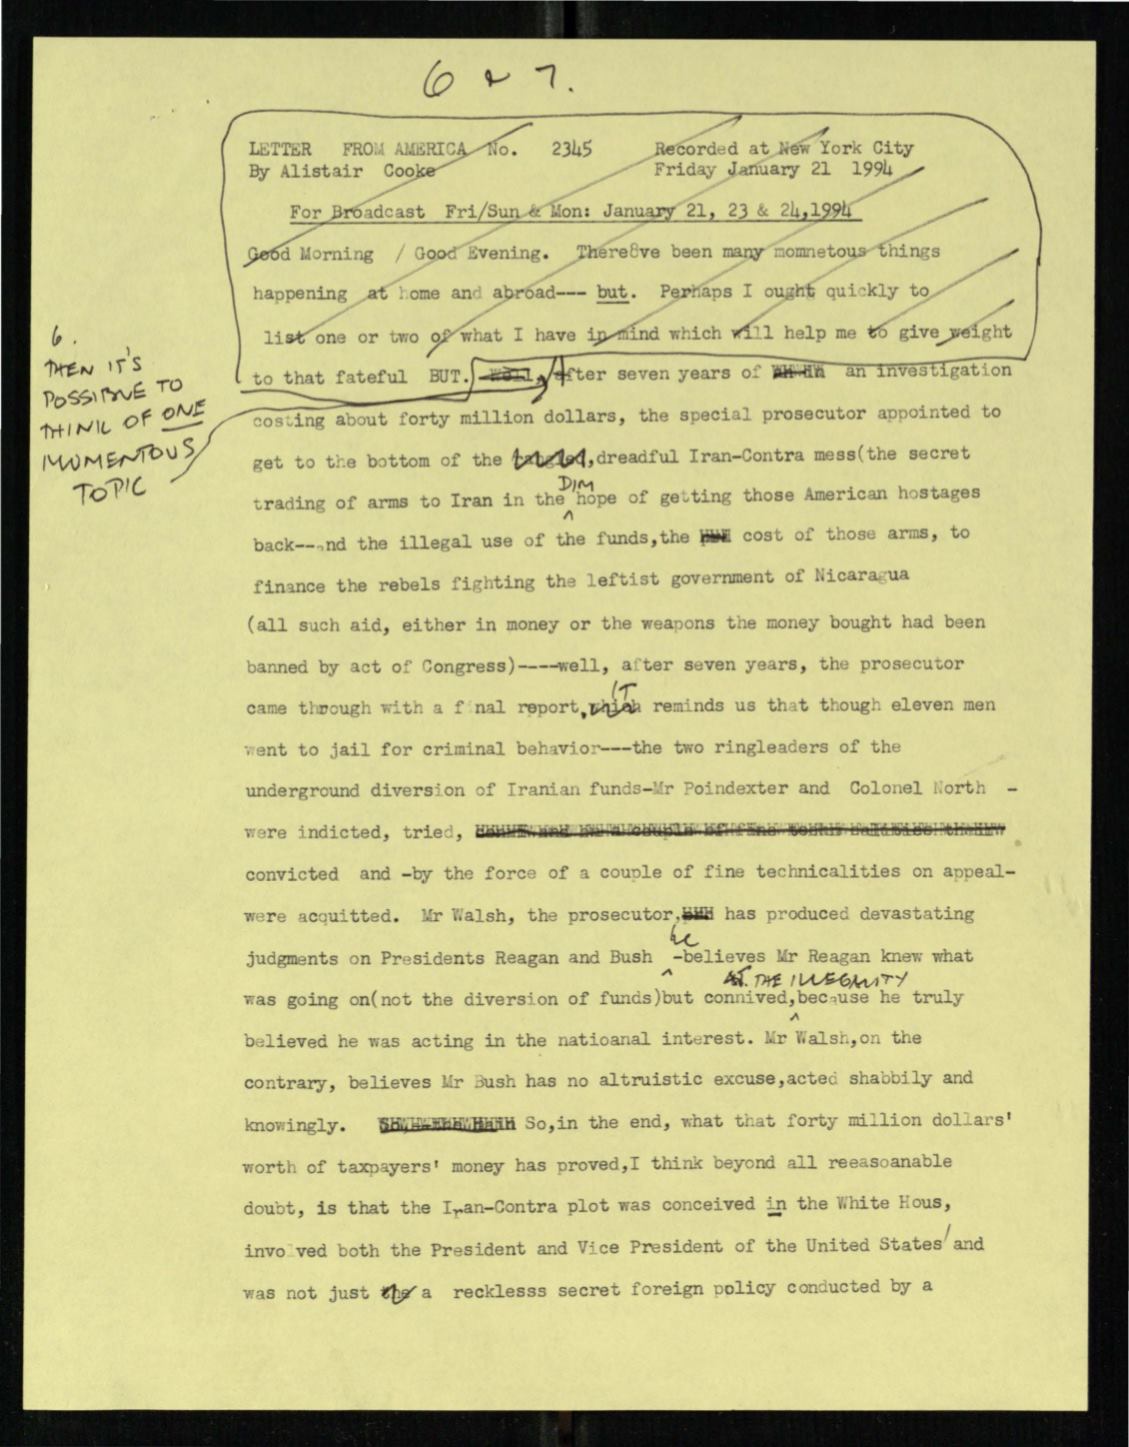 6 & 7.
LETTER FROM AMERICA No. 2345 Recorded at New York City
By Alistair Cooke Friday January 21 1994
For Broadcast Fri/Sun & Mon: January 21, 23 & 24,1994
Good Morning / Good Evening. There8ve been many momnetous things
happening at home and abroad--- but. Perhaps I ought quickly to
list one or two of what I have in mind which will help me to give weight
6.
THEN IT'S
POSSIBLE TO
THINK OF ONE
MOMENTOUS
TOPIC
to that fateful BUT. Well, after seven years of an investigation
costing about forty million dollars, the special prosecutor appointed to
get to the bottom of the tangled, dreadful Iran-Contra mess(the secret
DIM
trading of arms to Iran in the hope of getting those American hostages
back--and the illegal use of the funds,the cost of those arms, to
finance the rebels fighting the leftist government of Nicaragua
(all such aid, either in money or the weapons the money bought had been
banned by act of Congress)----well, after seven years, the prosecutor
IT
came through with a final report, which reminds us that though eleven men
went to jail for criminal behavior---the two ringleaders of the
underground diversion of Iranian funds-Mr Poindexter and Colonel North -
were indicted, tried,
convicted and -by the force of a couple of fine technicalities on appeal-
were acquitted. Mr Walsh, the prosecutor, has produced devastating
he
judgments on Presidents Reagan and Bush -believes Mr Reagan knew what
AT THE ILLEGALITY
was going on(not the diversion of funds)but connived,because he truly
believed he was acting in the natioanal interest. Mr Walsh,on the
contrary, believes Mr Bush has no altruistic excuse,acted shabbily and
knowingly. So,in the end, what that forty million dollars'
worth of taxpayers' money has proved,I think beyond all reeasoanable
doubt, is that the Iran-Contra plot was conceived in the White Hous,
involved both the President and Vice President of the United States and
was not just the a recklesss secret foreign policy conducted by a